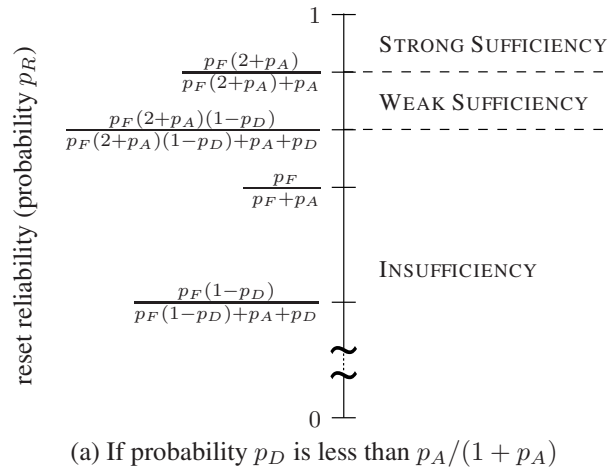 1
STRONG SUFFICIENCY
p_F(2+p_A)
p_F(2+p_A)+p_A
WEAK SUFFICIENCY
p_F(2+p_A)(1−p_D)
p_F(2+p_A)(1−p_D)+p_A+p_D
p_F
p_F+p_A
INSUFFICIENCY
p_F(1−p_D)
p_F(1−p_D)+p_A+p_D
0
reset reliability (probability p_R)
(a) If probability p_D is less than p_A/(1 + p_A)